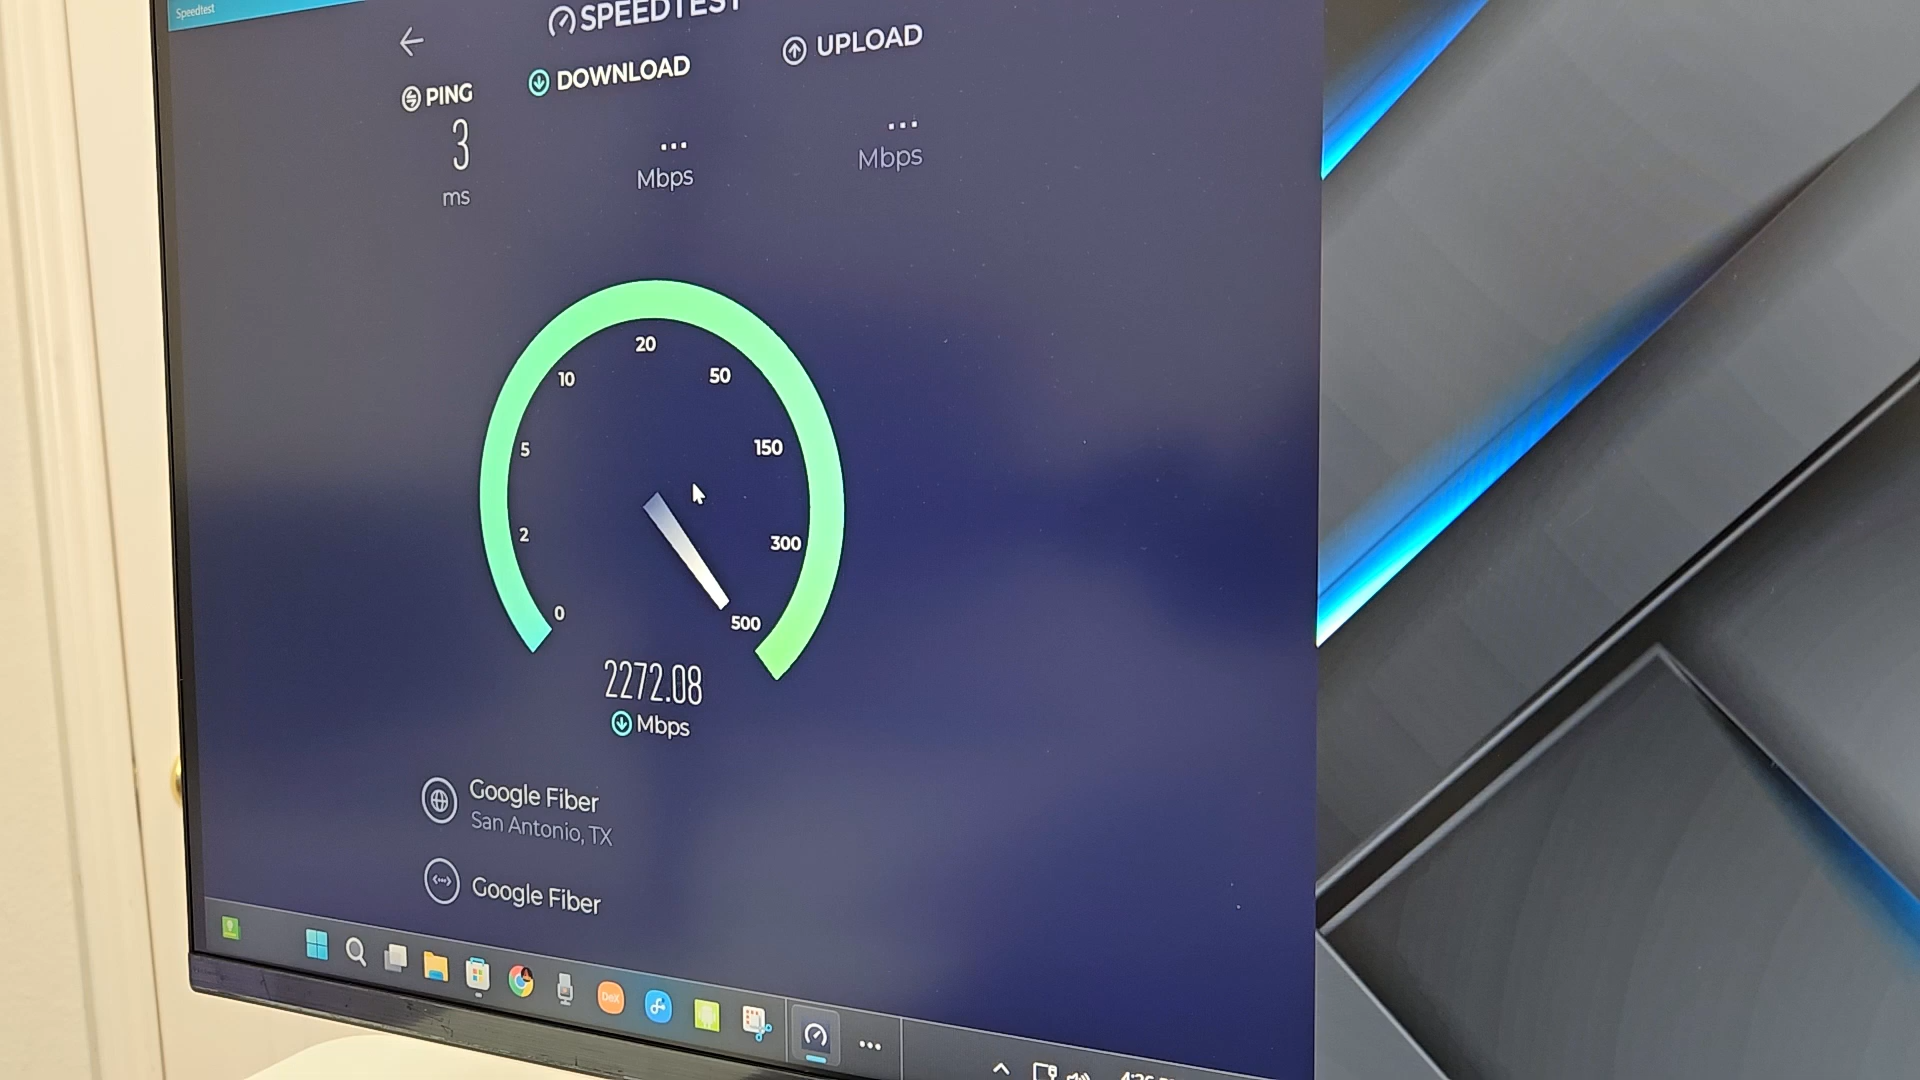 Speedtest
SPEEDTEST
PING
DOWNLOAD
UPLOAD
3
ms
...
Mbps
...
Mbps
20
10
50
5
150
2
300
0
500
2272.08
Mbps
Google Fiber
San Antonio, TX
Google Fiber
DeX